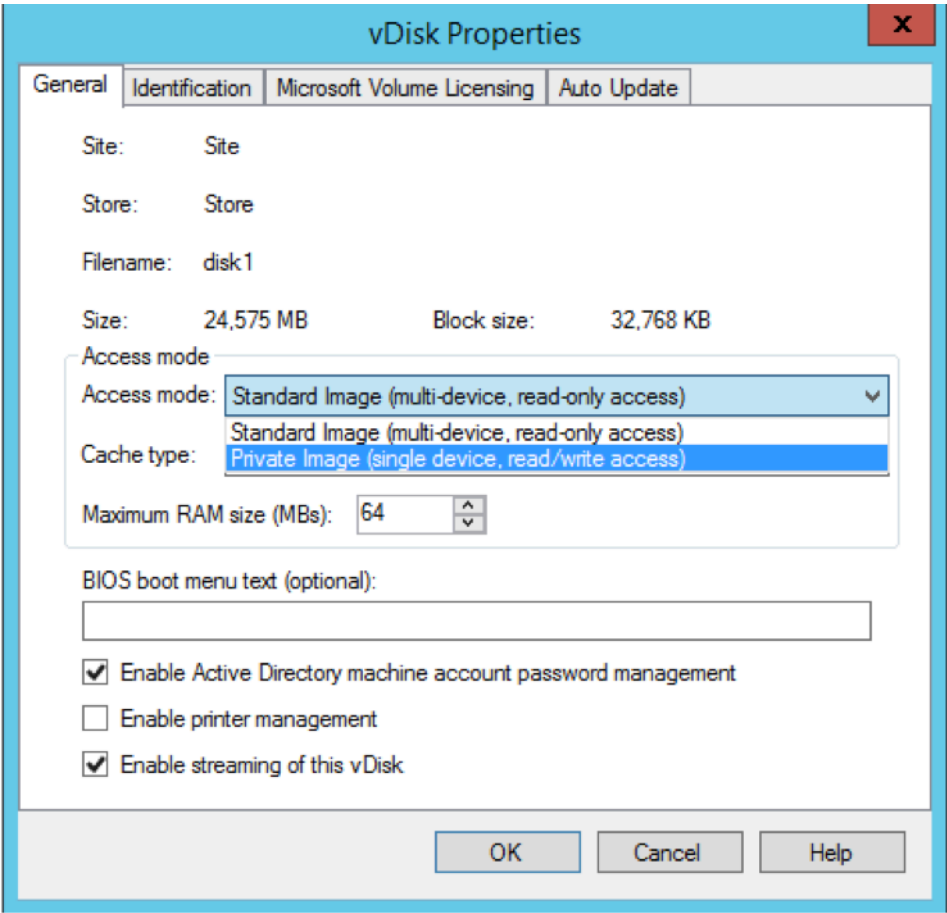 vDisk Properties
x
General Identification Microsoft Volume Licensing Auto Update
Site: Site
Store: Store
Filename: disk1
Size: 24,575 MB Block size: 32,768 KB
Access mode
Access mode: Standard Image (multi-device, read-only access)
Standard Image (multi-device, read-only access)
Cache type: Private Image (single device, read/write access)
Maximum RAM size (MBs): 64
BIOS boot menu text (optional):
Enable Active Directory machine account password management
Enable printer management
Enable streaming of this vDisk
OK Cancel Help